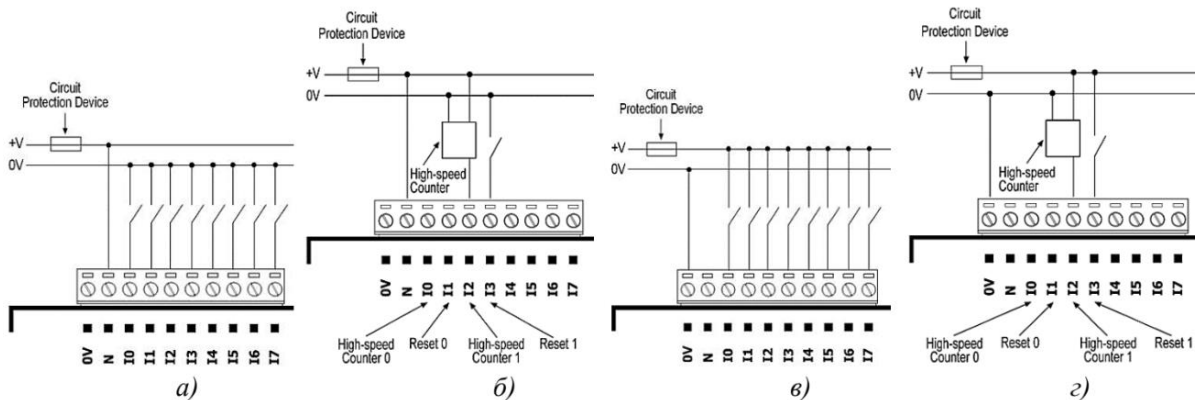 Circuit
Protection Device
+V
0V
0V
N
I0
I1
I2
I3
I4
I5
I6
I7
а)
Circuit
Protection Device
+V
0V
High-speed
Counter
0V
N
I0
I1
I2
I3
I4
I5
I6
I7
High-speed
Counter 0
Reset 0
High-speed
Counter 1
Reset 1
б)
Circuit
Protection Device
+V
0V
0V
N
I0
I1
I2
I3
I4
I5
I6
I7
в)
Circuit
Protection Device
+V
0V
High-speed
Counter
0V
N
I0
I1
I2
I3
I4
I5
I6
I7
High-speed
Counter 0
Reset 0
High-speed
Counter 1
Reset 1
г)